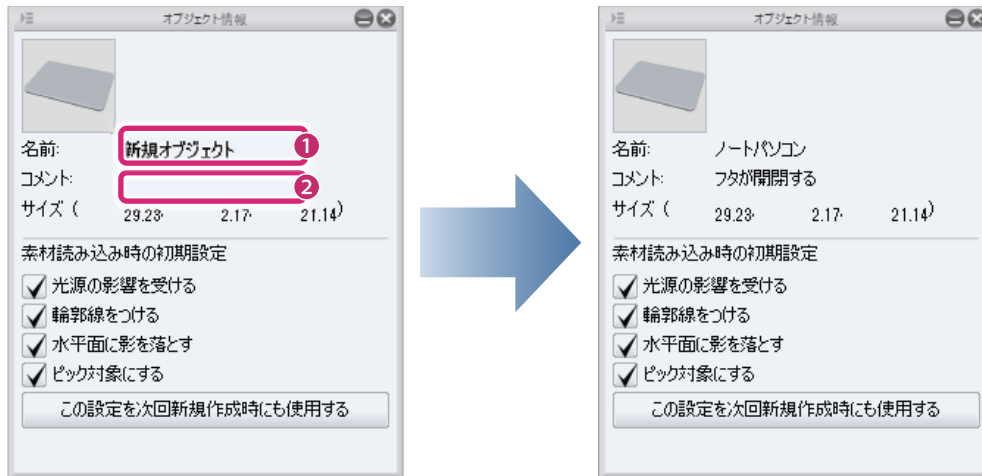 オブジェクト情報
名前: 新規オブジェクト ❶
コメント: ❷
サイズ ( 29.23, 2.17, 21.14)
素材読み込み時の初期設定
光源の影響を受ける
輪郭線をつける
水平面に影を落とす
ピック対象にする
この設定を次回新規作成時にも使用する
オブジェクト情報
名前: ノートパソコン
コメント: フタが開閉する
サイズ ( 29.23, 2.17, 21.14)
素材読み込み時の初期設定
光源の影響を受ける
輪郭線をつける
水平面に影を落とす
ピック対象にする
この設定を次回新規作成時にも使用する